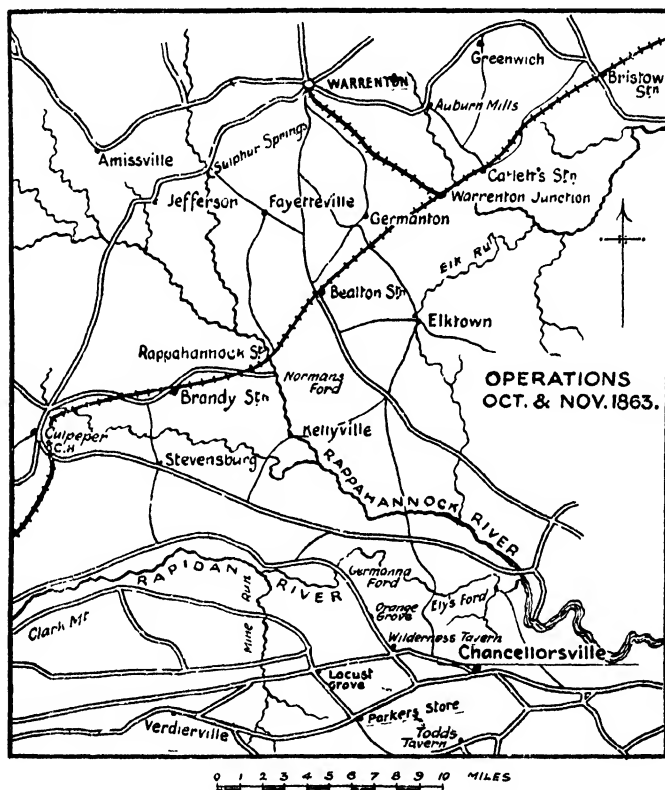 Greenwich
WARRENTON
Bristow
Stn
Auburn Mills
Amissville
Sulphur Springs
Catlett's Stn
Warrenton Junction
Jefferson
Fayetteville
Germanton
Elk Run
Bealton Stn
Elktown
Rappahannock St.
Normans
Ford
OPERATIONS
OCT. & NOV. 1863.
Brandy Stn
Culpeper
C.H
Kellyville
Stevensburg
RAPPAHANNOCK RIVER
RAPIDAN RIVER
Germanna
Ford
Ely's Ford
Mine Run
Orange
Grove
Clark Mt
Wilderness Tavern
Chancellorsville
Locust
Grove
Parkers Store
Verdierville
Todds
Tavern
0 1 2 3 4 5 6 7 8 9 10 MILES